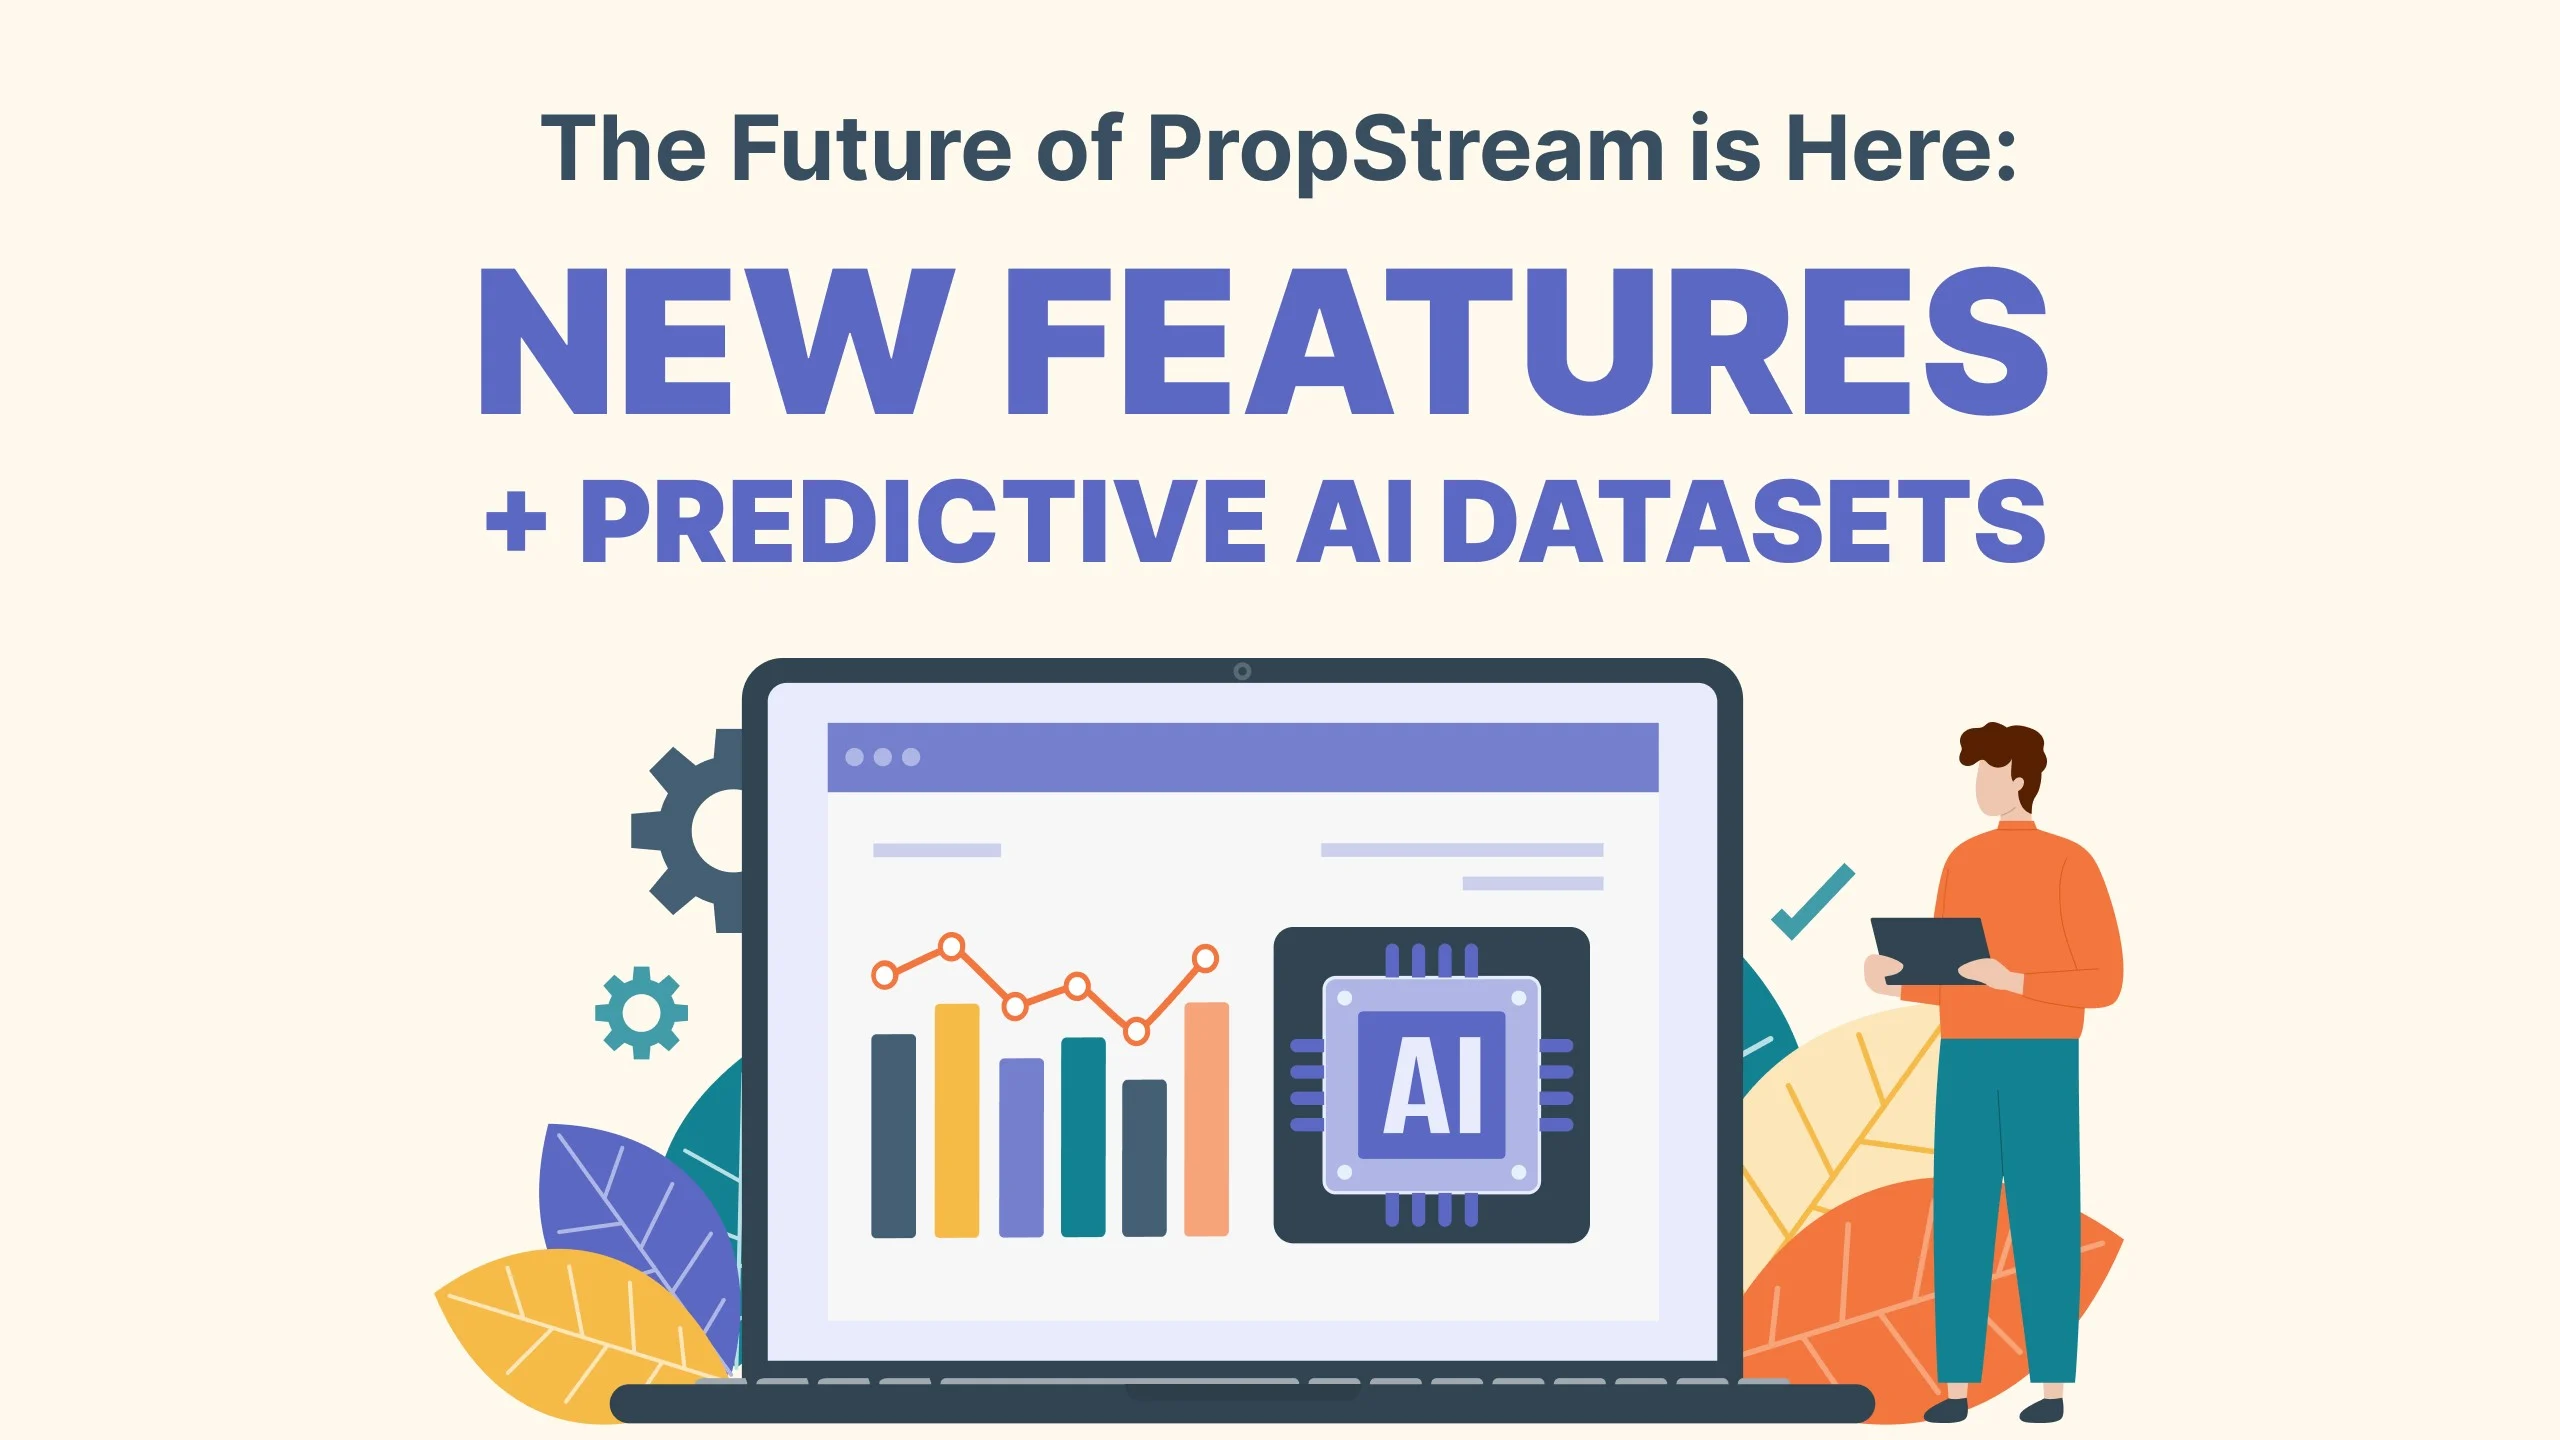 The Future of PropStream is Here:
NEW FEATURES
+ PREDICTIVE AI DATASETS
AI